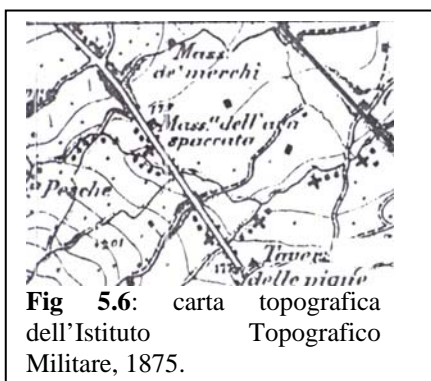 Mass.
de' merchi
Mass.ª dell'aia
spaccata
Pesche
Taver
delle pigne
Fig 5.6: carta topografica
dell'Istituto Topografico
Militare, 1875.